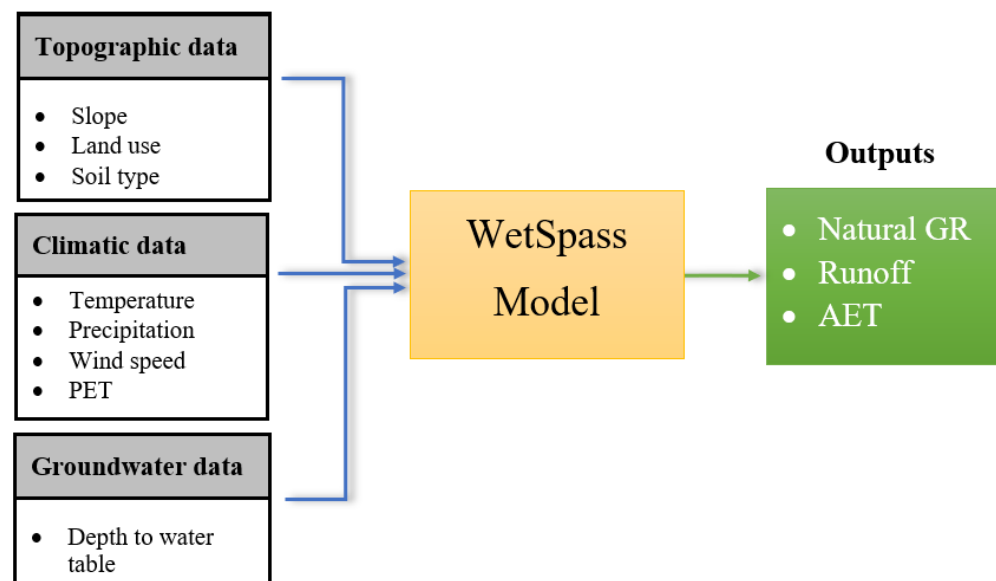 Topographic data
• Slope
• Land use
• Soil type
Climatic data
• Temperature
• Precipitation
• Wind speed
• PET
Groundwater data
• Depth to water
table
WetSpass
Model
Outputs
• Natural GR
• Runoff
• AET